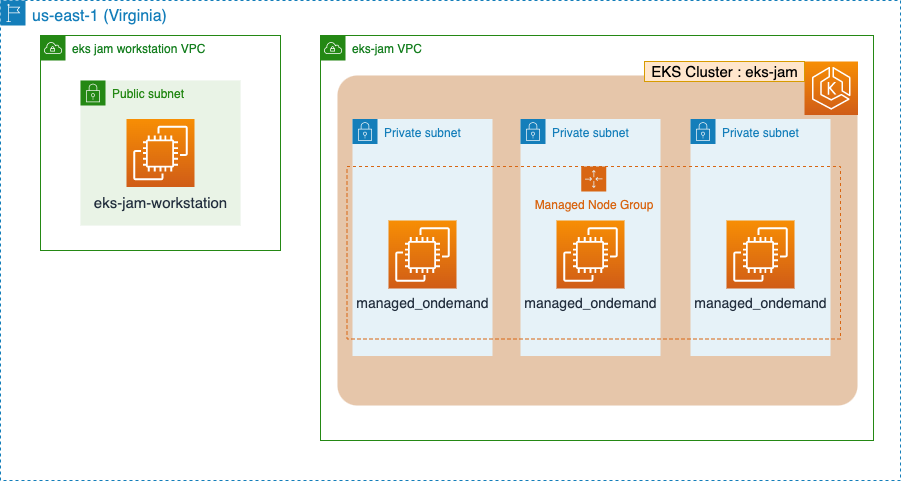 us-east-1 (Virginia)
eks jam workstation VPC
Public subnet
eks-jam-workstation
eks-jam VPC
EKS Cluster : eks-jam
K
Private subnet
Private subnet
Private subnet
Managed Node Group
managed_ondemand
managed_ondemand
managed_ondemand